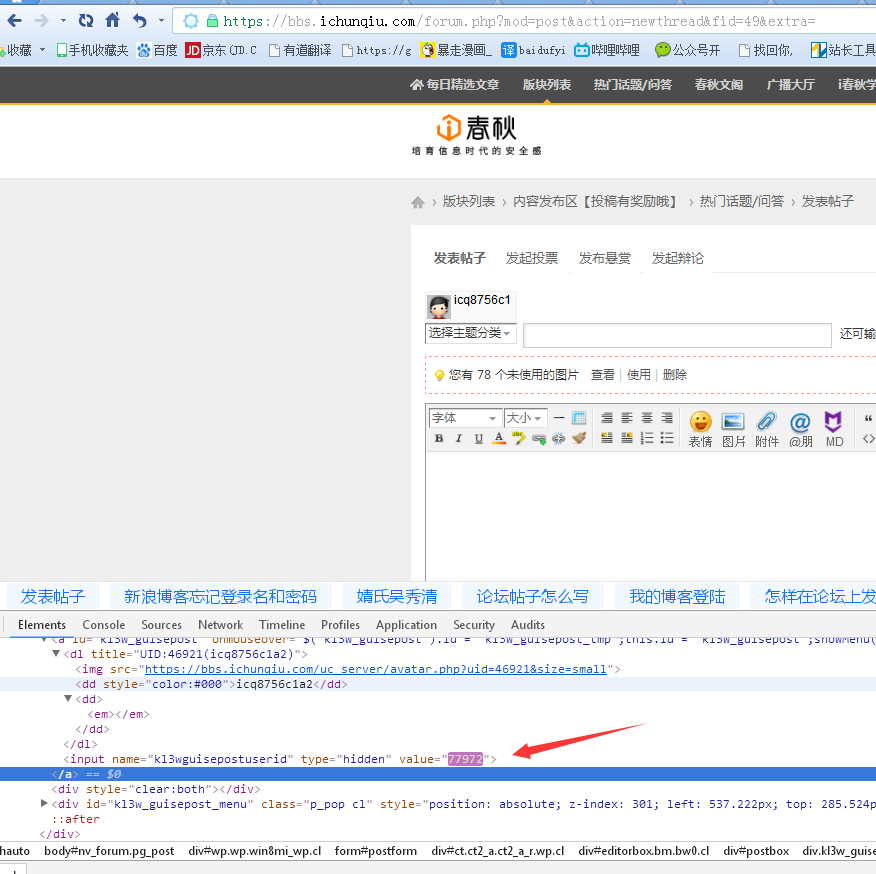 https://bbs.ichunqiu.com/forum.php?mod=post&action=newthread&fid=49&extra=
收藏 手机收藏夹 百度 JD 京东 (JD.C 有道翻译 https://g 暴走漫画_ 译 baidufyi 哔哩哔哩 公众号开 找回你, 站长工具
每日精选文章 版块列表 热门话题/问答 春秋文阁 广播大厅 i春秋学
春秋
培育信息时代的安全感
› 版块列表 › 内容发布区【投稿有奖励哦】 › 热门话题/问答 › 发表帖子
发表帖子 发起投票 发布悬赏 发起辩论
icq8756c1
选择主题分类 还可输
您有 78 个未使用的图片 查看 | 使用 | 删除
字体 大小
B I U A
表情 图片 附件 @朋 MD
发表帖子 新浪博客忘记登录名和密码 婧氏吴秀清 论坛帖子怎么写 我的博客登陆 怎样在论坛上发
Elements Console Sources Network Timeline Profiles Application Security Audits
<a id="kl3w_guisepost" onmouseover="$('kl3w_guisepost').id = 'kl3w_guisepost_tmp';this.id = 'kl3w_guisepost';showMenu(
<dl title="UID:46921(icq8756c1a2)">
<img src="https://bbs.ichunqiu.com/uc_server/avatar.php?uid=46921&size=small">
<dd style="color:#000">icq8756c1a2</dd>
<dd>
<em></em>
</dd>
</dl>
<input name="kl3wguisepostuserid" type="hidden" value="77972">
</a> == $0
<div style="clear:both"></div>
<div id="kl3w_guisepost_menu" class="p_pop cl" style="position: absolute; z-index: 301; left: 537.222px; top: 285.524p
::after
</div>
hauto body#nv_forum.pg_post div#wp.wp.win8mi_wp.cl form#postform div#ct.ct2_a.ct2_a_r.wp.cl div#editorbox.bm.bw0.cl div#postbox div.kl3w_guise